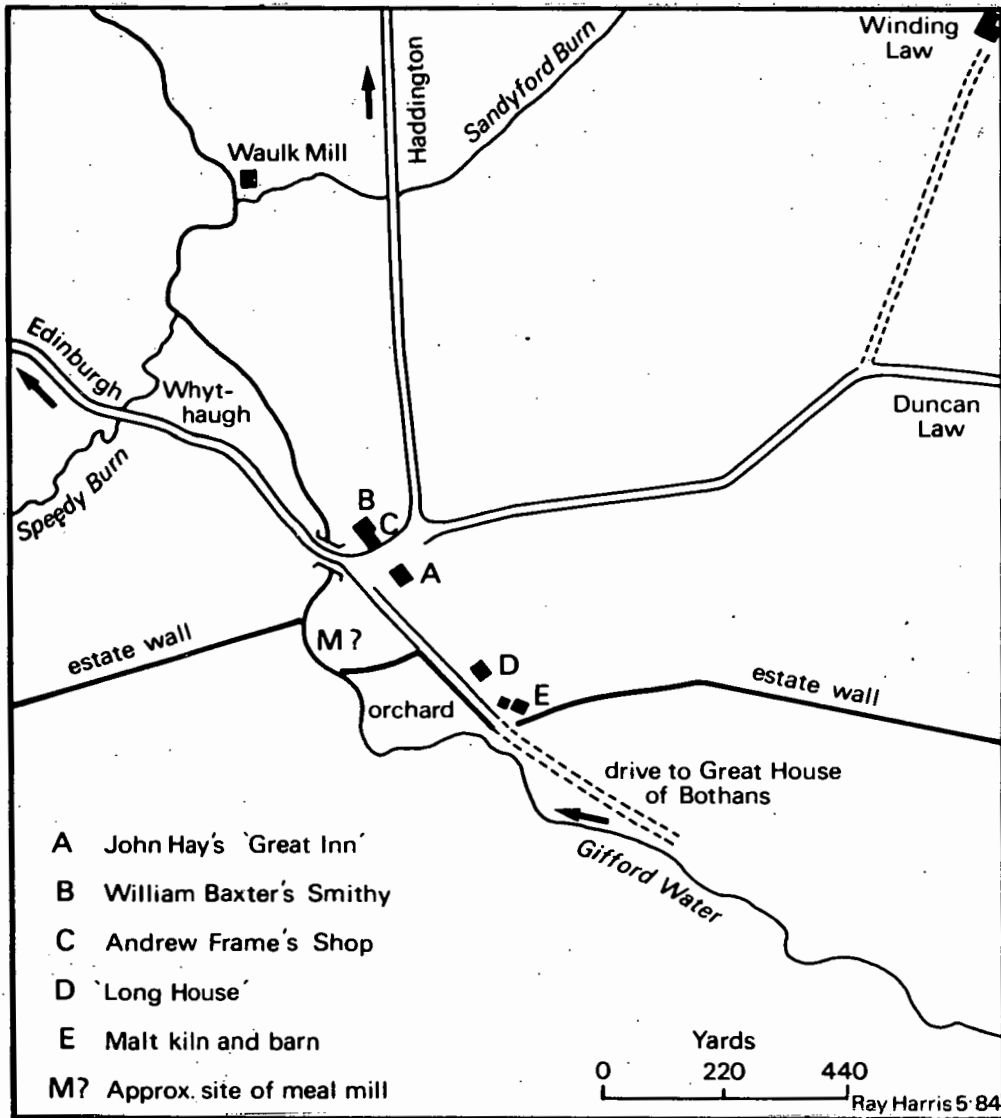 Winding
Law
Haddington
Sandyford Burn
Waulk Mill
Edinburgh
Whyt-
haugh
Duncan
Law
Speedy Burn
B
C
A
estate wall
M?
D
E
estate wall
orchard
drive to Great House
of Bothans
Gifford Water
A John Hay's 'Great Inn'
B William Baxter's Smithy
C Andrew Frame's Shop
D 'Long House'
E Malt kiln and barn
M? Approx. site of meal mill
Yards
0 220 440
Ray Harris 5·84